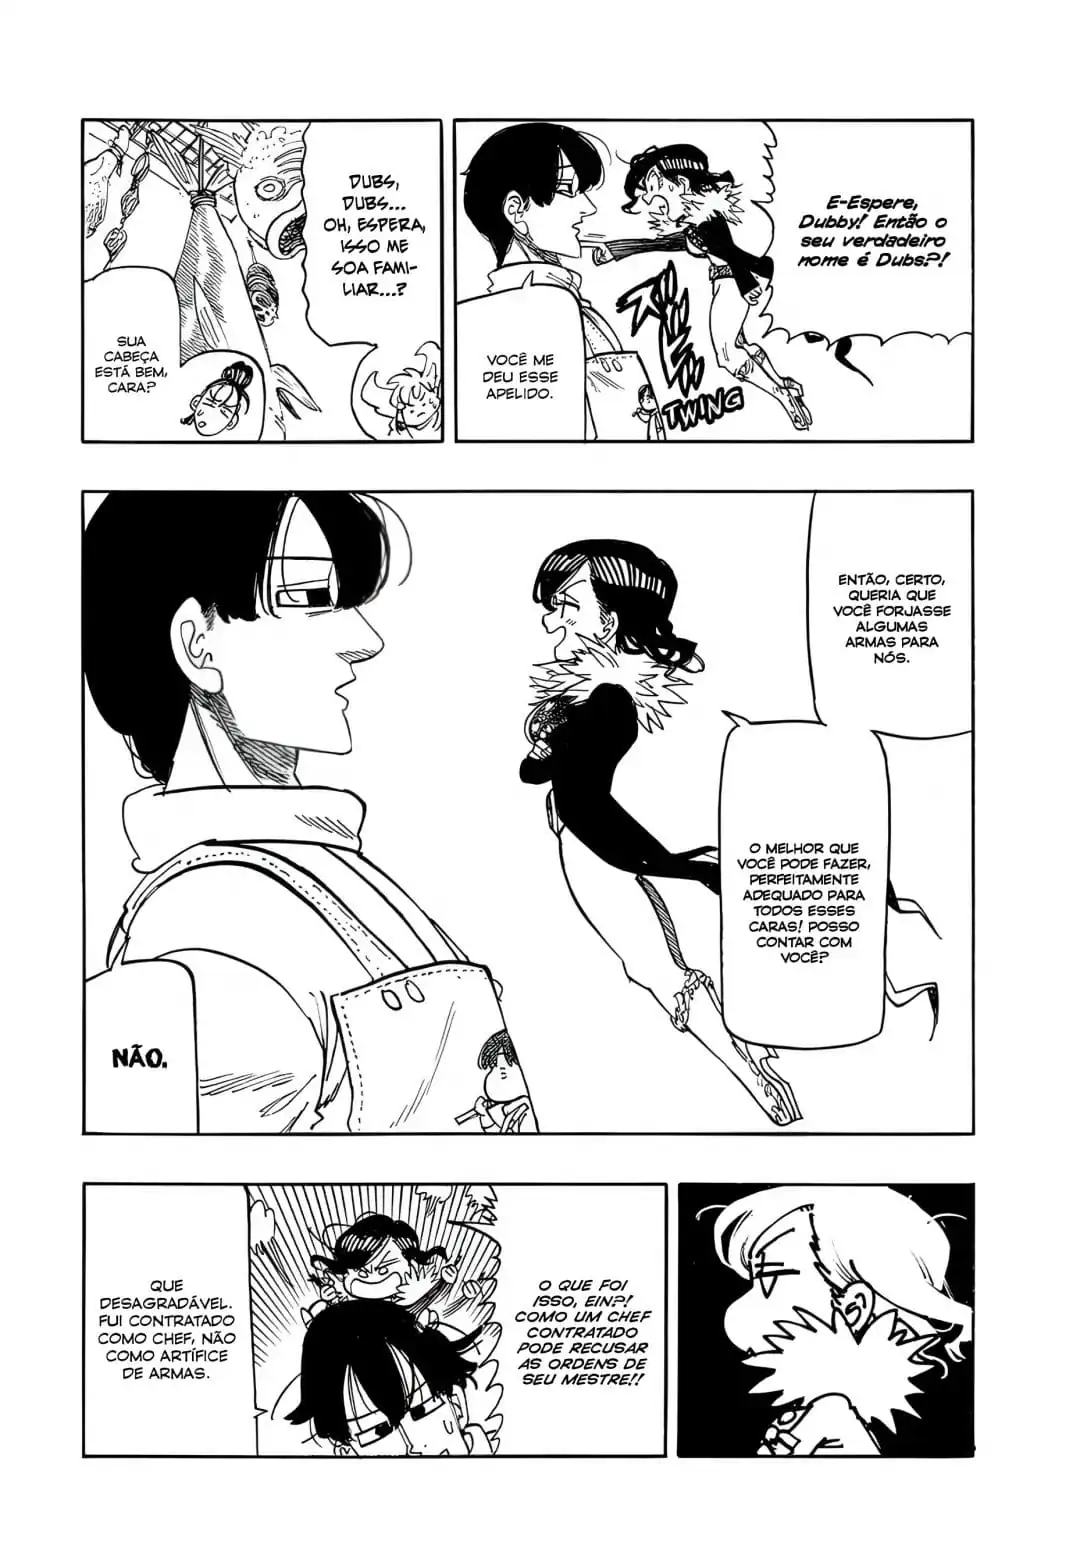 E-Espere,
Dubby! Então o
seu verdadeiro
nome é Dubs?!
VOCÊ ME
DEU ESSE
APELIDO.
TWING
DUBS,
DUBS...
OH, ESPERA,
ISSO ME
SOA FAMI-
LIAR...?
SUA
CABEÇA
ESTÁ BEM,
CARA?
ENTÃO, CERTO,
QUERIA QUE
VOCÊ FORJASSE
ALGUMAS
ARMAS PARA
NÓS.
O MELHOR QUE
VOCÊ PODE FAZER,
PERFEITAMENTE
ADEQUADO PARA
TODOS ESSES
CARAS! POSSO
CONTAR COM
VOCÊ?
NÃO.
O QUE FOI
ISSO, EIN?!
COMO UM CHEF
CONTRATADO
PODE RECUSAR
AS ORDENS DE
SEU MESTRE!!
QUE
DESAGRADÁVEL.
FUI CONTRATADO
COMO CHEF, NÃO
COMO ARTÍFICE
DE ARMAS.